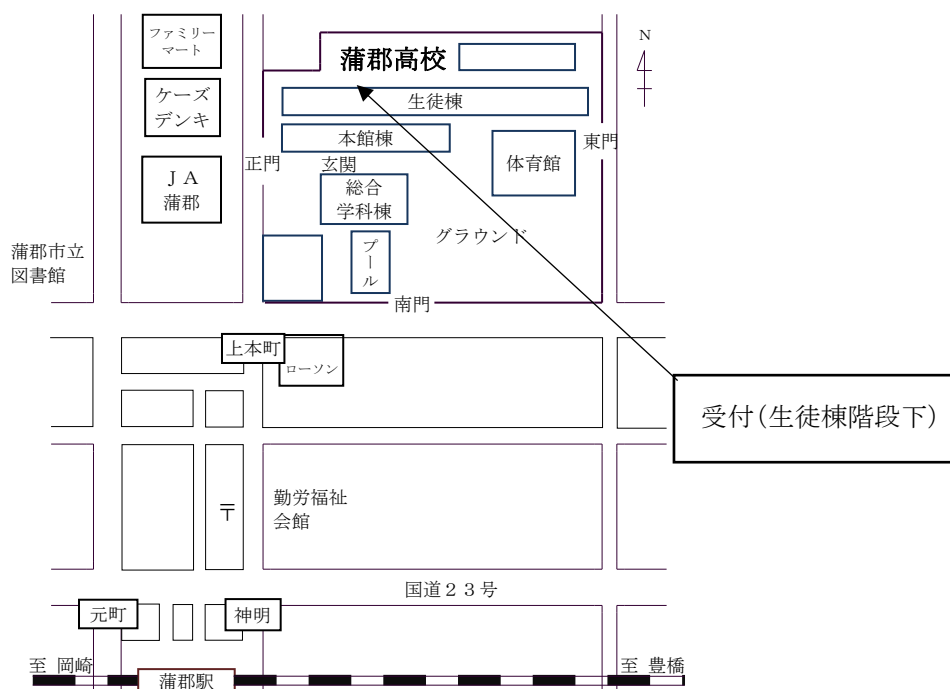 ファミリー
マート
蒲郡高校
N
ケーズ
デンキ
生徒棟
本館棟
東門
正門
玄関
体育館
ＪＡ
蒲郡
総合
学科棟
グラウンド
プール
蒲郡市立
図書館
南門
上本町
ローソン
受付(生徒棟階段下)
〒
勤労福祉
会館
国道２３号
元町
神明
至 岡崎
至 豊橋
蒲郡駅